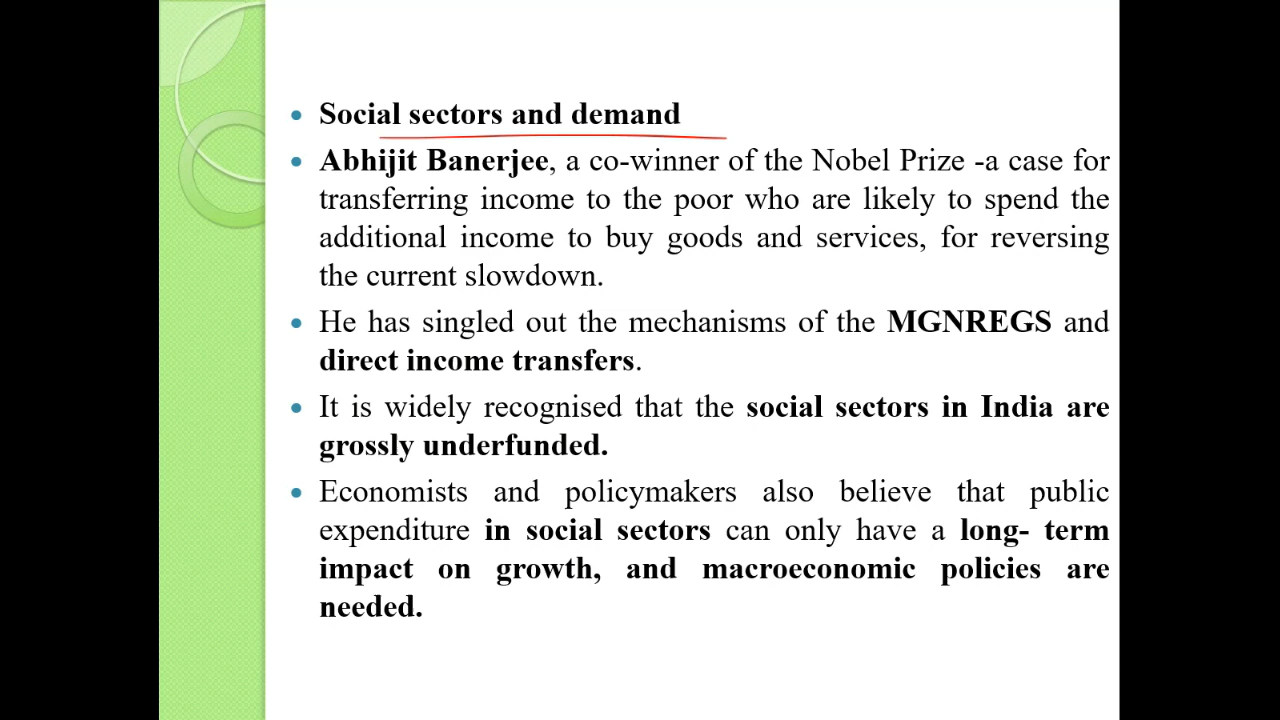 Social sectors and demand
Abhijit Banerjee, a co-winner of the Nobel Prize -a case for
transferring income to the poor who are likely to spend the
additional income to buy goods and services, for reversing
the current slowdown.
He has singled out the mechanisms of the MGNREGS and
direct income transfers.
It is widely recognised that the social sectors in India are
grossly underfunded.
Economists and policymakers also believe that public
expenditure in social sectors can only have a long- term
impact on growth, and macroeconomic policies are
needed.